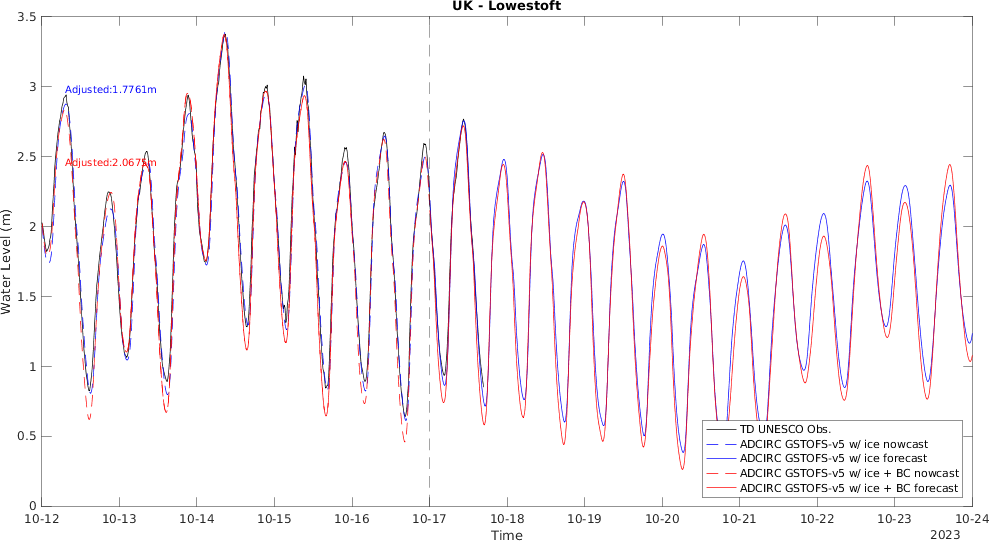 UK - Lowestoft
3.5
3
2.5
2
1.5
1
0.5
0
Water Level (m)
Adjusted:1.7761m
Adjusted:2.0675m
TD UNESCO Obs.
ADCIRC GSTOFS-v5 w/ ice nowcast
ADCIRC GSTOFS-v5 w/ ice forecast
ADCIRC GSTOFS-v5 w/ ice + BC nowcast
ADCIRC GSTOFS-v5 w/ ice + BC forecast
10-12 10-13 10-14 10-15 10-16 10-17 10-18 10-19 10-20 10-21 10-22 10-23 10-24
Time
2023